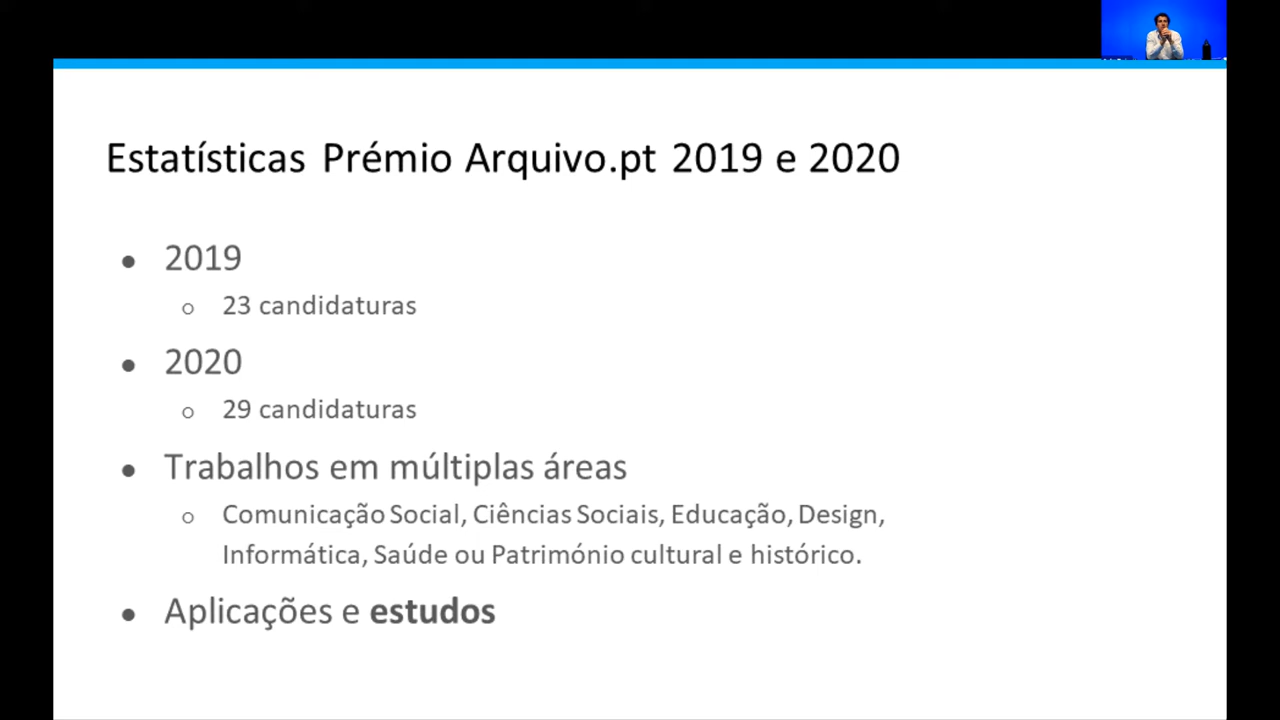 Estatísticas Prémio Arquivo.pt 2019 e 2020
● 2019
○ 23 candidaturas
● 2020
○ 29 candidaturas
● Trabalhos em múltiplas áreas
○ Comunicação Social, Ciências Sociais, Educação, Design,
Informática, Saúde ou Património cultural e histórico.
● Aplicações e estudos